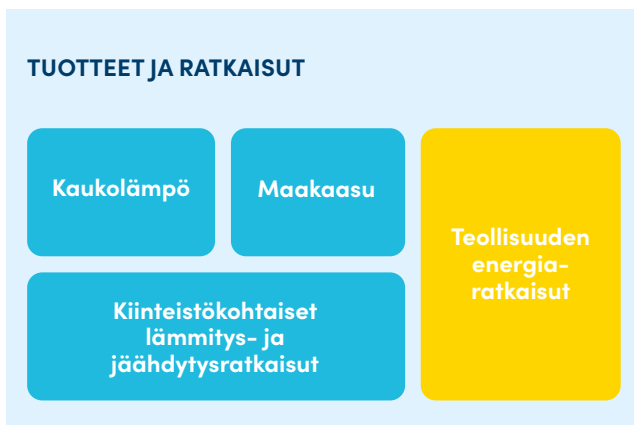 TUOTTEET JA RATKAISUT
Kaukolämpö
Maakaasu
Teollisuuden
energia-
ratkaisut
Kiinteistökohtaiset
lämmitys- ja
jäähdytysratkaisut